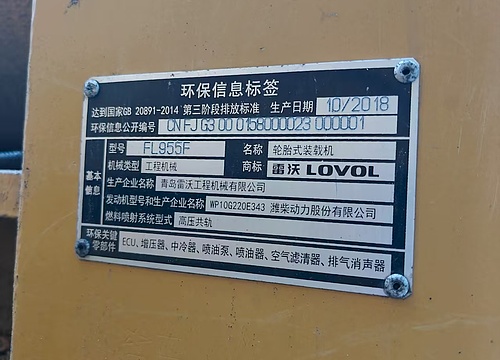 环保信息标签
达到国家GB 20891-2014 第三阶段排放标准 生产日期 10/2018
环保信息公开编号 CN FJ G3 00 0158000023 000001
基本信息
型号 FL955F 名称 轮胎式装载机
机械类型 工程机械 商标 雷沃 LOVOL
生产企业名称 青岛雷沃工程机械有限公司
发动机型号和生产企业名称 WP10G220E343 潍柴动力股份有限公司
燃料喷射系统型式 高压共轨
环保关键零部件 ECU、增压器、中冷器、喷油泵、喷油器、空气滤清器、排气消声器